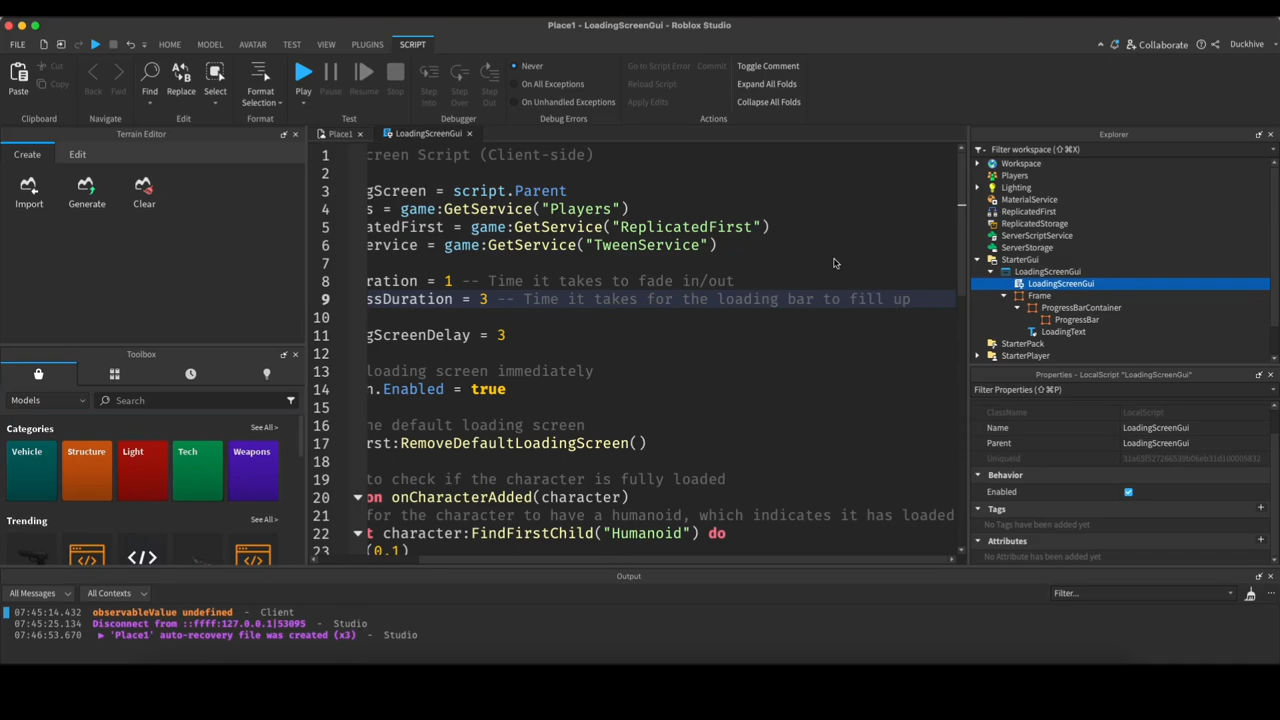 Place1 - LoadingScreenGui - Roblox Studio
FILE HOME MODEL AVATAR TEST VIEW PLUGINS SCRIPT Collaborate Duckhive
Paste Cut Copy Back Fwd Find Replace Select Format Selection Play Pause Resume Stop Step Into Step Over Step Out Never On All Exceptions On Unhandled Exceptions Go to Script Error Commit Reload Script Apply Edits Toggle Comment Expand All Folds Collapse All Folds
Clipboard Navigate Edit Format Test Debugger Debug Errors Actions
Terrain Editor
Create Edit
Import Generate Clear
Toolbox
Models Search
Categories See All >
Vehicle Structure Light Tech Weapons
Trending See All >
Place1 LoadingScreenGui
1 creen Script (Client-side)
2
3 gScreen = script.Parent
4 s = game:GetService("Players")
5 atedFirst = game:GetService("ReplicatedFirst")
6 ervice = game:GetService("TweenService")
7
8 ration = 1 -- Time it takes to fade in/out
9 ssDuration = 3 -- Time it takes for the loading bar to fill up
10
11 gScreenDelay = 3
12
13 loading screen immediately
14 n.Enabled = true
15
16 he default loading screen
17 rst:RemoveDefaultLoadingScreen()
18
19 to check if the character is fully loaded
20 on onCharacterAdded(character)
21 for the character to have a humanoid, which indicates it has loaded
22 t character:FindFirstChild("Humanoid") do
23 (0.1)
Explorer
Filter workspace (⇧⌘X)
Workspace
Players
Lighting
MaterialService
ReplicatedFirst
ReplicatedStorage
ServerScriptService
ServerStorage
StarterGui
LoadingScreenGui
LoadingScreenGui
Frame
ProgressBarContainer
ProgressBar
LoadingText
StarterPack
StarterPlayer
Properties - LocalScript "LoadingScreenGui"
Filter Properties (⇧⌘P)
ClassName LocalScript
Name LoadingScreenGui
Parent LoadingScreenGui
UniqueId
Behavior
Enabled
Tags
No Tags have been added yet
Attributes
No Attribute has been added yet
Output
All Messages All Contexts Filter...
07:45:14.432 observableValue undefined - Client
07:45:25.134 Disconnect from ::ffff:127.0.0.1|53095 - Studio
07:46:53.670 ▶ 'Place1' auto-recovery file was created (x3) - Studio